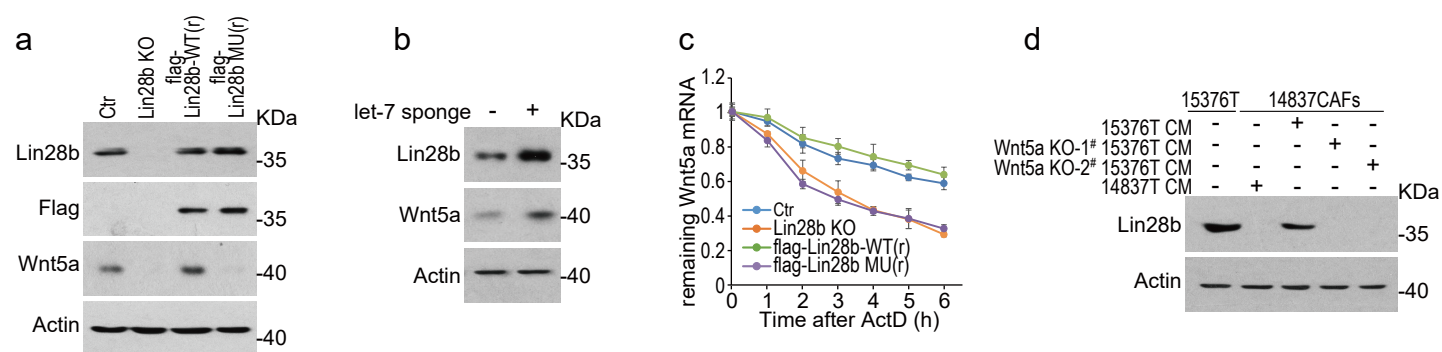 a
Ctr
Lin28b KO
flag-
Lin28b-WT(r)
flag-
Lin28b MU(r)
KDa
Lin28b
-35
Flag
-35
Wnt5a
-40
Actin
-40
b
let-7 sponge - +
KDa
Lin28b
-35
Wnt5a
-40
Actin
-40
c
remaining Wnt5a mRNA
1.2
1
0.8
0.6
0.4
0.2
0
Ctr
Lin28b KO
flag-Lin28b-WT(r)
flag-Lin28b MU(r)
0 1 2 3 4 5 6
Time after ActD (h)
d
15376T 14837CAFs
15376T CM - - + - -
Wnt5a KO-1# 15376T CM - - - + -
Wnt5a KO-2# 15376T CM - - - - +
14837T CM - + - - -
KDa
Lin28b
-35
Actin
-40